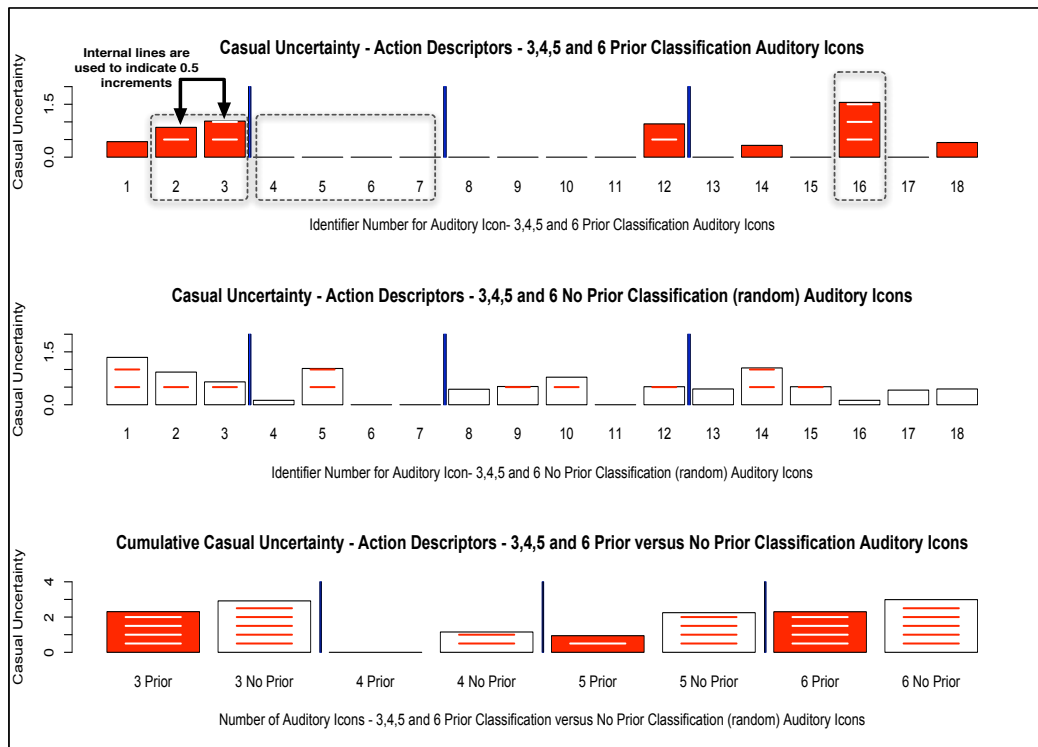 Casual Uncertainty - Action Descriptors - 3,4,5 and 6 Prior Classification Auditory Icons
Internal lines are
used to indicate 0.5
increments
Casual Uncertainty
0.0 1.5
1 2 3 4 5 6 7 8 9 10 11 12 13 14 15 16 17 18
Identifier Number for Auditory Icon- 3,4,5 and 6 Prior Classification Auditory Icons
Casual Uncertainty - Action Descriptors - 3,4,5 and 6 No Prior Classification (random) Auditory Icons
Casual Uncertainty
0.0 1.5
1 2 3 4 5 6 7 8 9 10 11 12 13 14 15 16 17 18
Identifier Number for Auditory Icon- 3,4,5 and 6 No Prior Classification (random) Auditory Icons
Cumulative Casual Uncertainty - Action Descriptors - 3,4,5 and 6 Prior versus No Prior Classification Auditory Icons
Casual Uncertainty
0 2 4
3 Prior 3 No Prior 4 Prior 4 No Prior 5 Prior 5 No Prior 6 Prior 6 No Prior
Number of Auditory Icons - 3,4,5 and 6 Prior Classification versus No Prior Classification (random) Auditory Icons